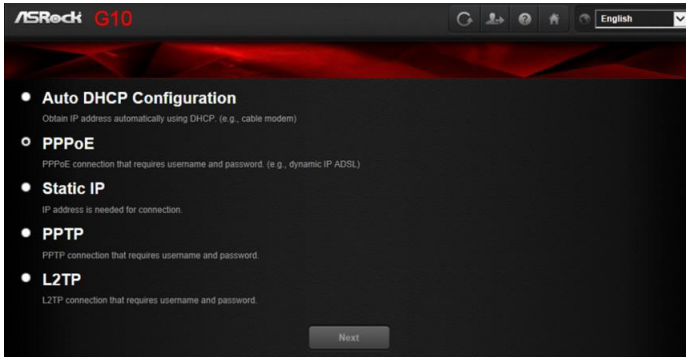 ASRock G10
English
Auto DHCP Configuration
Obtain IP address automatically using DHCP. (e.g., cable modem)
PPPoE
PPPoE connection that requires username and password. (e.g., dynamic IP ADSL)
Static IP
IP address is needed for connection.
PPTP
PPTP connection that requires username and password.
L2TP
L2TP connection that requires username and password.
Next